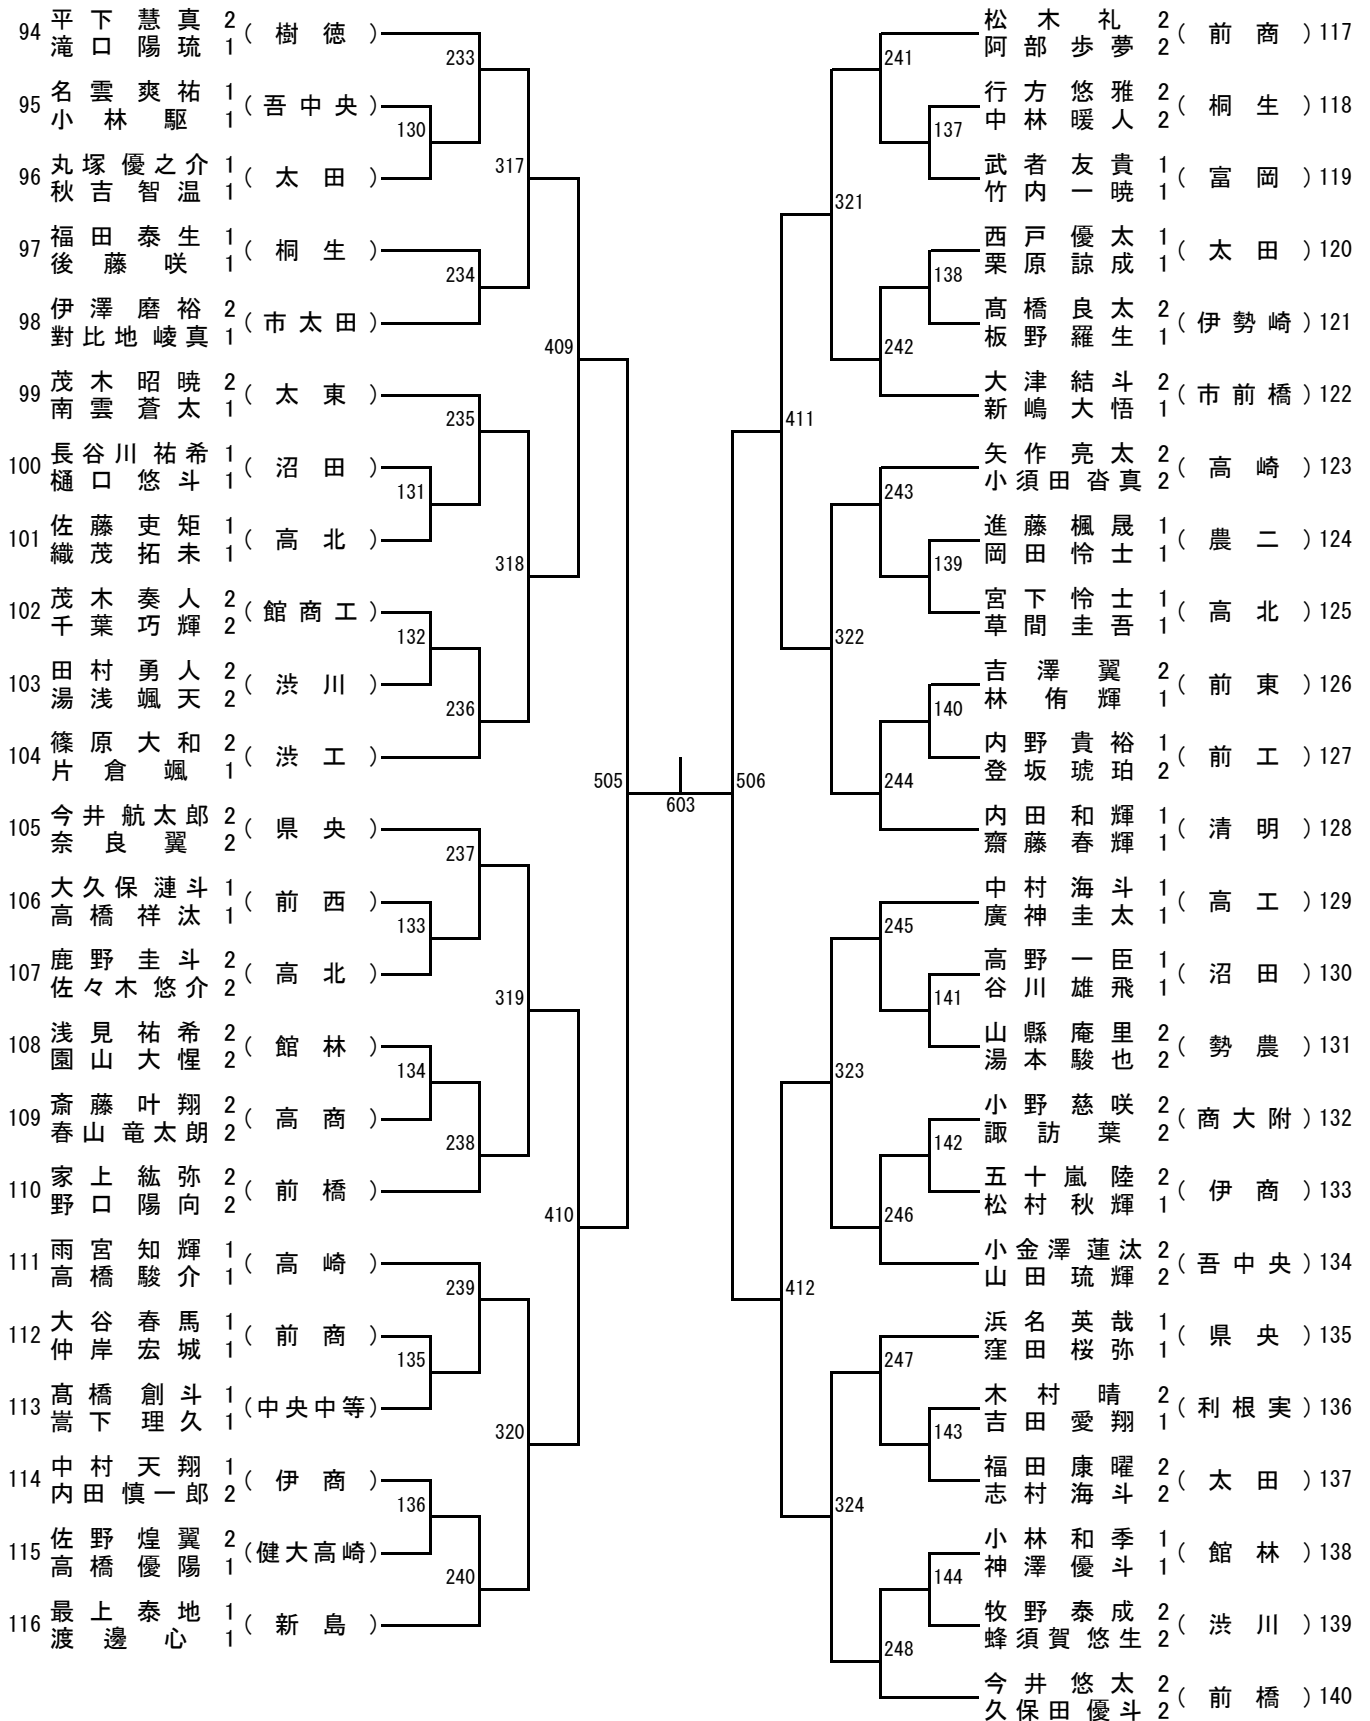 94 平下慧真 2 (樹徳)
滝口陽琉 1
95 名雲爽祐 1 (吾中央)
小林駆 1
96 丸塚優之介 1 (太田)
秋吉智温 1
97 福田泰生 1 (桐生)
後藤咲 1
98 伊澤磨裕 2 (市太田)
對比地崚真 1
99 茂木昭暁 2 (太東)
南雲蒼太 1
100 長谷川祐希 1 (沼田)
樋口悠斗 1
101 佐藤吏矩 1 (高北)
織茂拓未 1
102 茂木奏人 2 (館商工)
千葉巧輝 2
103 田村勇人 2 (渋川)
湯浅颯天 2
104 篠原大和 2 (渋工)
片倉颯 1
105 今井航太郎 2 (県央)
奈良翼 2
106 大久保漣斗 1 (前西)
高橋祥汰 1
107 鹿野圭斗 2 (高北)
佐々木悠介 2
108 浅見祐希 2 (館林)
園山大惺 2
109 斎藤叶翔 2 (高商)
春山竜太朗 2
110 家上紘弥 2 (前橋)
野口陽向 2
111 雨宮知輝 1 (高崎)
高橋駿介 1
112 大谷春馬 1 (前商)
仲岸宏城 1
113 髙橋創斗 1 (中央中等)
嵩下理久 1
114 中村天翔 1 (伊商)
内田慎一郎 2
115 佐野煌翼 2 (健大高崎)
高橋優陽 1
116 最上泰地 1 (新島)
渡邊心 1
233
130
317
234
409
235
131
318
132
236
505
237
133
319
134
238
410
239
135
320
136
240
603
506
241
137
321
138
242
411
243
139
322
140
244
245
141
323
142
246
412
247
143
324
144
248
松木礼 2 (前商) 117
阿部歩夢 2
行方悠雅 2 (桐生) 118
中林暖人 2
武者友貴 1 (富岡) 119
竹内一暁 1
西戸優太 1 (太田) 120
栗原諒成 1
髙橋良太 2 (伊勢崎) 121
板野羅生 1
大津結斗 2 (市前橋) 122
新嶋大悟 1
矢作亮太 2 (高崎) 123
小須田沓真 2
進藤楓晟 1 (農二) 124
岡田怜士 1
宮下怜士 1 (高北) 125
草間圭吾 1
吉澤翼 2 (前東) 126
林侑輝 1
内野貴裕 1 (前工) 127
登坂琥珀 2
内田和輝 1 (清明) 128
齋藤春輝 1
中村海斗 1 (高工) 129
廣神圭太 1
高野一臣 1 (沼田) 130
谷川雄飛 1
山縣庵里 2 (勢農) 131
湯本駿也 2
小野慈咲 2 (商大附) 132
諏訪葉 2
五十嵐陸 2 (伊商) 133
松村秋輝 1
小金澤蓮汰 2 (吾中央) 134
山田琉輝 2
浜名英哉 1 (県央) 135
窪田桜弥 1
木村晴 2 (利根実) 136
吉田愛翔 1
福田康曜 2 (太田) 137
志村海斗 2
小林和季 1 (館林) 138
神澤優斗 1
牧野泰成 2 (渋川) 139
蜂須賀悠生 2
今井悠太 2 (前橋) 140
久保田優斗 2